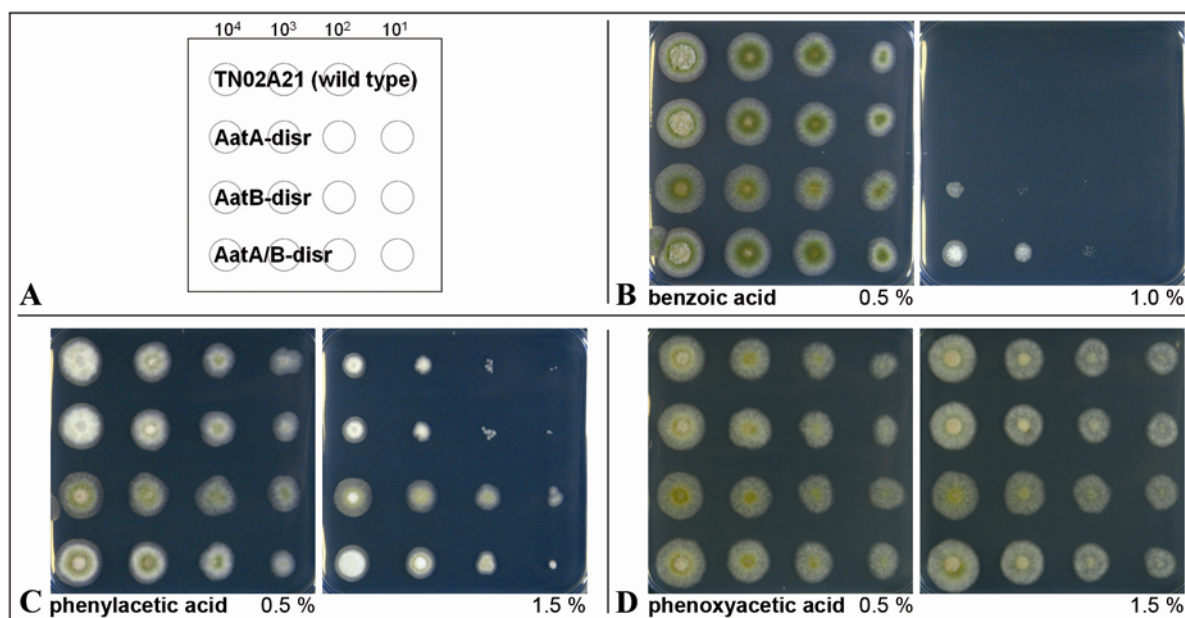 10⁴ 10³ 10² 10¹
TN02A21 (wild type)
AatA-disr
AatB-disr
AatA/B-disr
A
B
benzoic acid 0.5 % 1.0 %
C
phenylacetic acid 0.5 % 1.5 %
D
phenoxyacetic acid 0.5 % 1.5 %